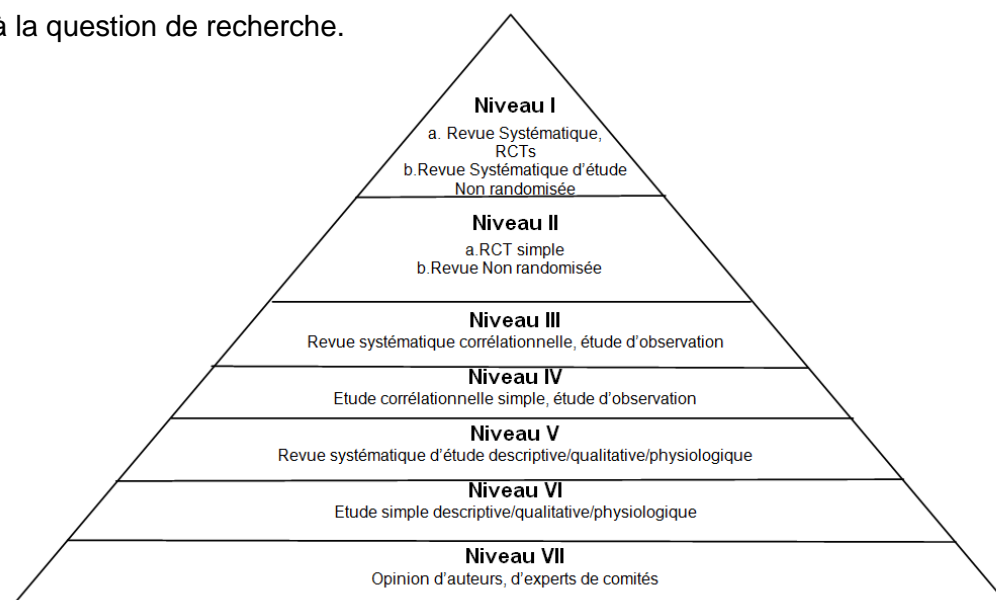 à la question de recherche.
Niveau I
a. Revue Systématique,
RCTs
b.Revue Systématique d'étude
Non randomisée
Niveau II
a.RCT simple
b.Revue Non randomisée
Niveau III
Revue systématique corrélationnelle, étude d'observation
Niveau IV
Etude corrélationnelle simple, étude d'observation
Niveau V
Revue systématique d'étude descriptive/qualitative/physiologique
Niveau VI
Etude simple descriptive/qualitative/physiologique
Niveau VII
Opinion d'auteurs, d'experts de comités